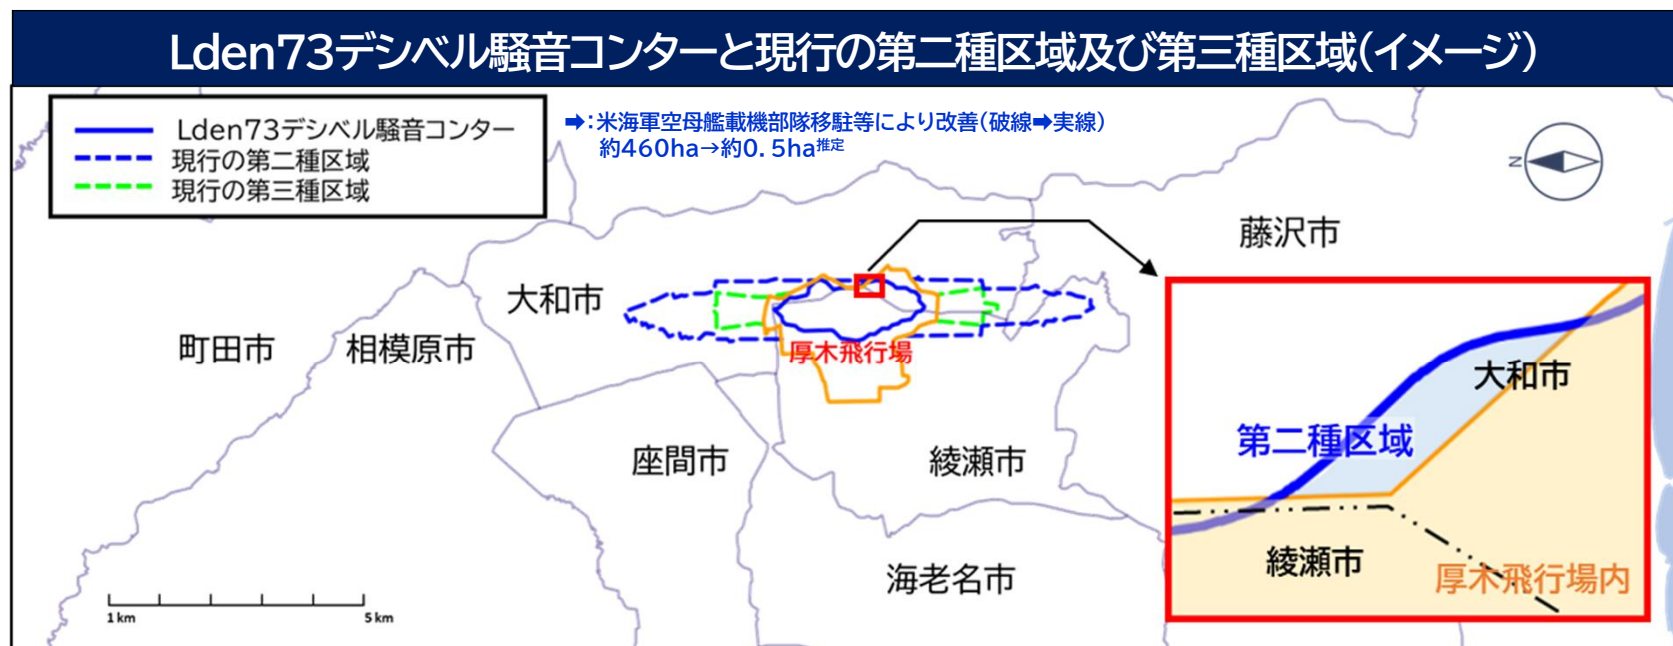 Lden73デシベル騒音コンターと現行の第二種区域及び第三種区域(イメージ)
Lden73デシベル騒音コンター
現行の第二種区域
現行の第三種区域
➡:米海軍空母艦載機部隊移駐等により改善(破線➡実線)
約460ha→約0.5ha推定
N
藤沢市
大和市
町田市
相模原市
厚木飛行場
座間市
綾瀬市
海老名市
大和市
第二種区域
綾瀬市
厚木飛行場内
1 km
5 km